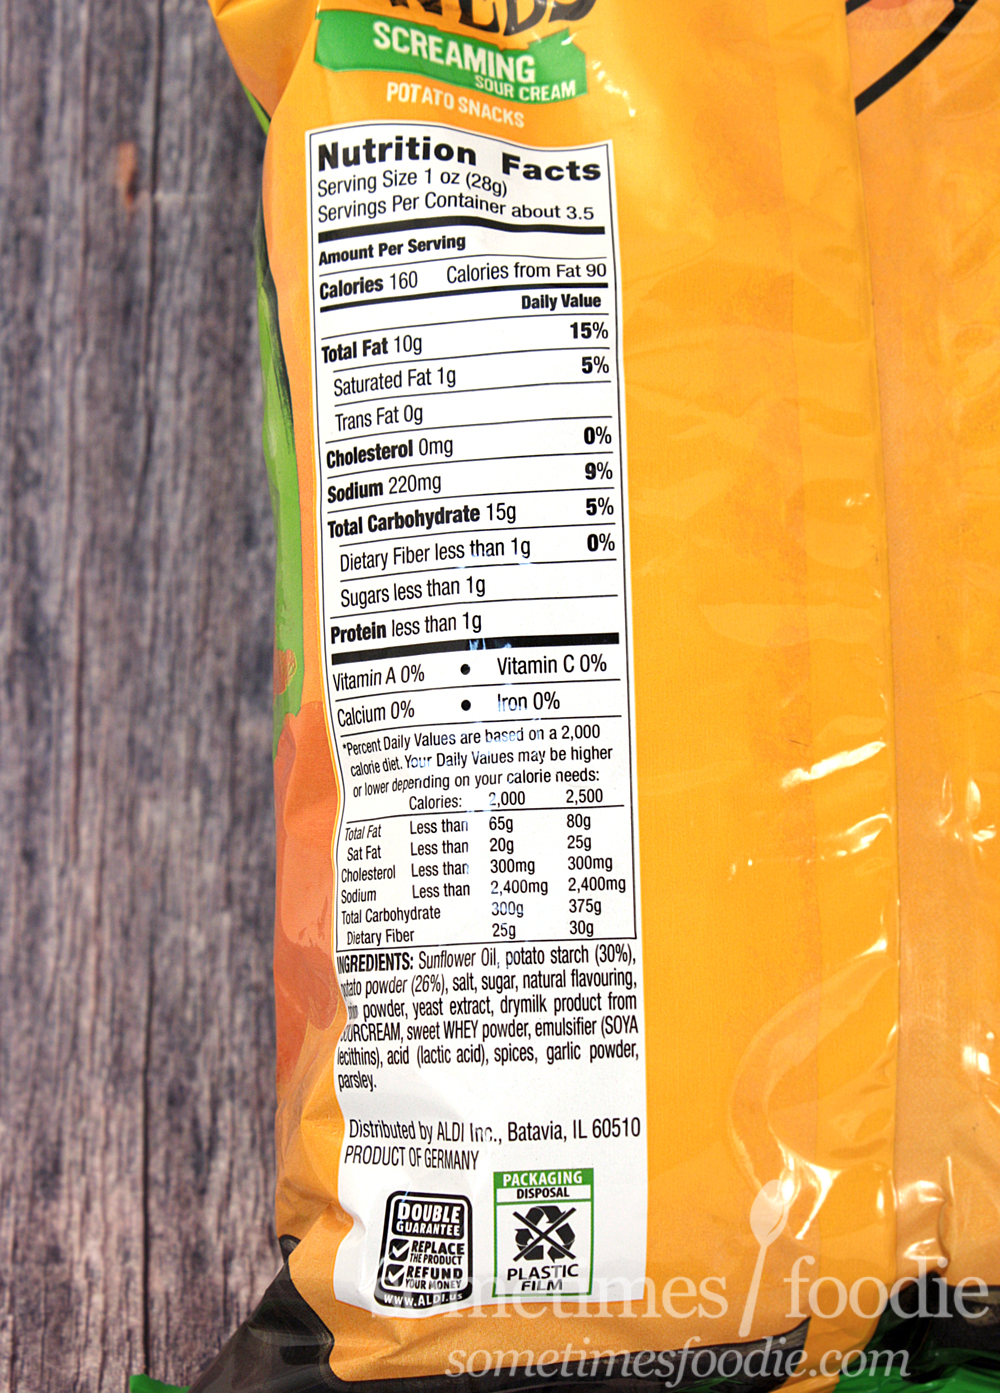 SCREAMING
SOUR CREAM
POTATO SNACKS
Nutrition Facts
Serving Size 1 oz (28g)
Servings Per Container about 3.5
Amount Per Serving
Calories 160 Calories from Fat 90
Daily Value
Total Fat 10g 15%
Saturated Fat 1g 5%
Trans Fat 0g
Cholesterol 0mg 0%
Sodium 220mg 9%
Total Carbohydrate 15g 5%
Dietary Fiber less than 1g 0%
Sugars less than 1g
Protein less than 1g
Vitamin A 0% • Vitamin C 0%
Calcium 0% • Iron 0%
*Percent Daily Values are based on a 2,000
calorie diet. Your Daily Values may be higher
or lower depending on your calorie needs:
Calories: 2,000 2,500
Total Fat Less than 65g 80g
Sat Fat Less than 20g 25g
Cholesterol Less than 300mg 300mg
Sodium Less than 2,400mg 2,400mg
Total Carbohydrate 300g 375g
Dietary Fiber 25g 30g
INGREDIENTS: Sunflower Oil, potato starch (30%),
potato powder (26%), salt, sugar, natural flavouring,
powder, yeast extract, drymilk product from
SOURCREAM, sweet WHEY powder, emulsifier (SOYA
lecithins), acid (lactic acid), spices, garlic powder,
parsley.
Distributed by ALDI Inc., Batavia, IL 60510
PRODUCT OF GERMANY
DOUBLE
GUARANTEE
REPLACE
THE PRODUCT
REFUND
YOUR MONEY
WWW.ALDI.us
PACKAGING
DISPOSAL
PLASTIC
FILM
sometimes foodie
sometimesfoodie.com